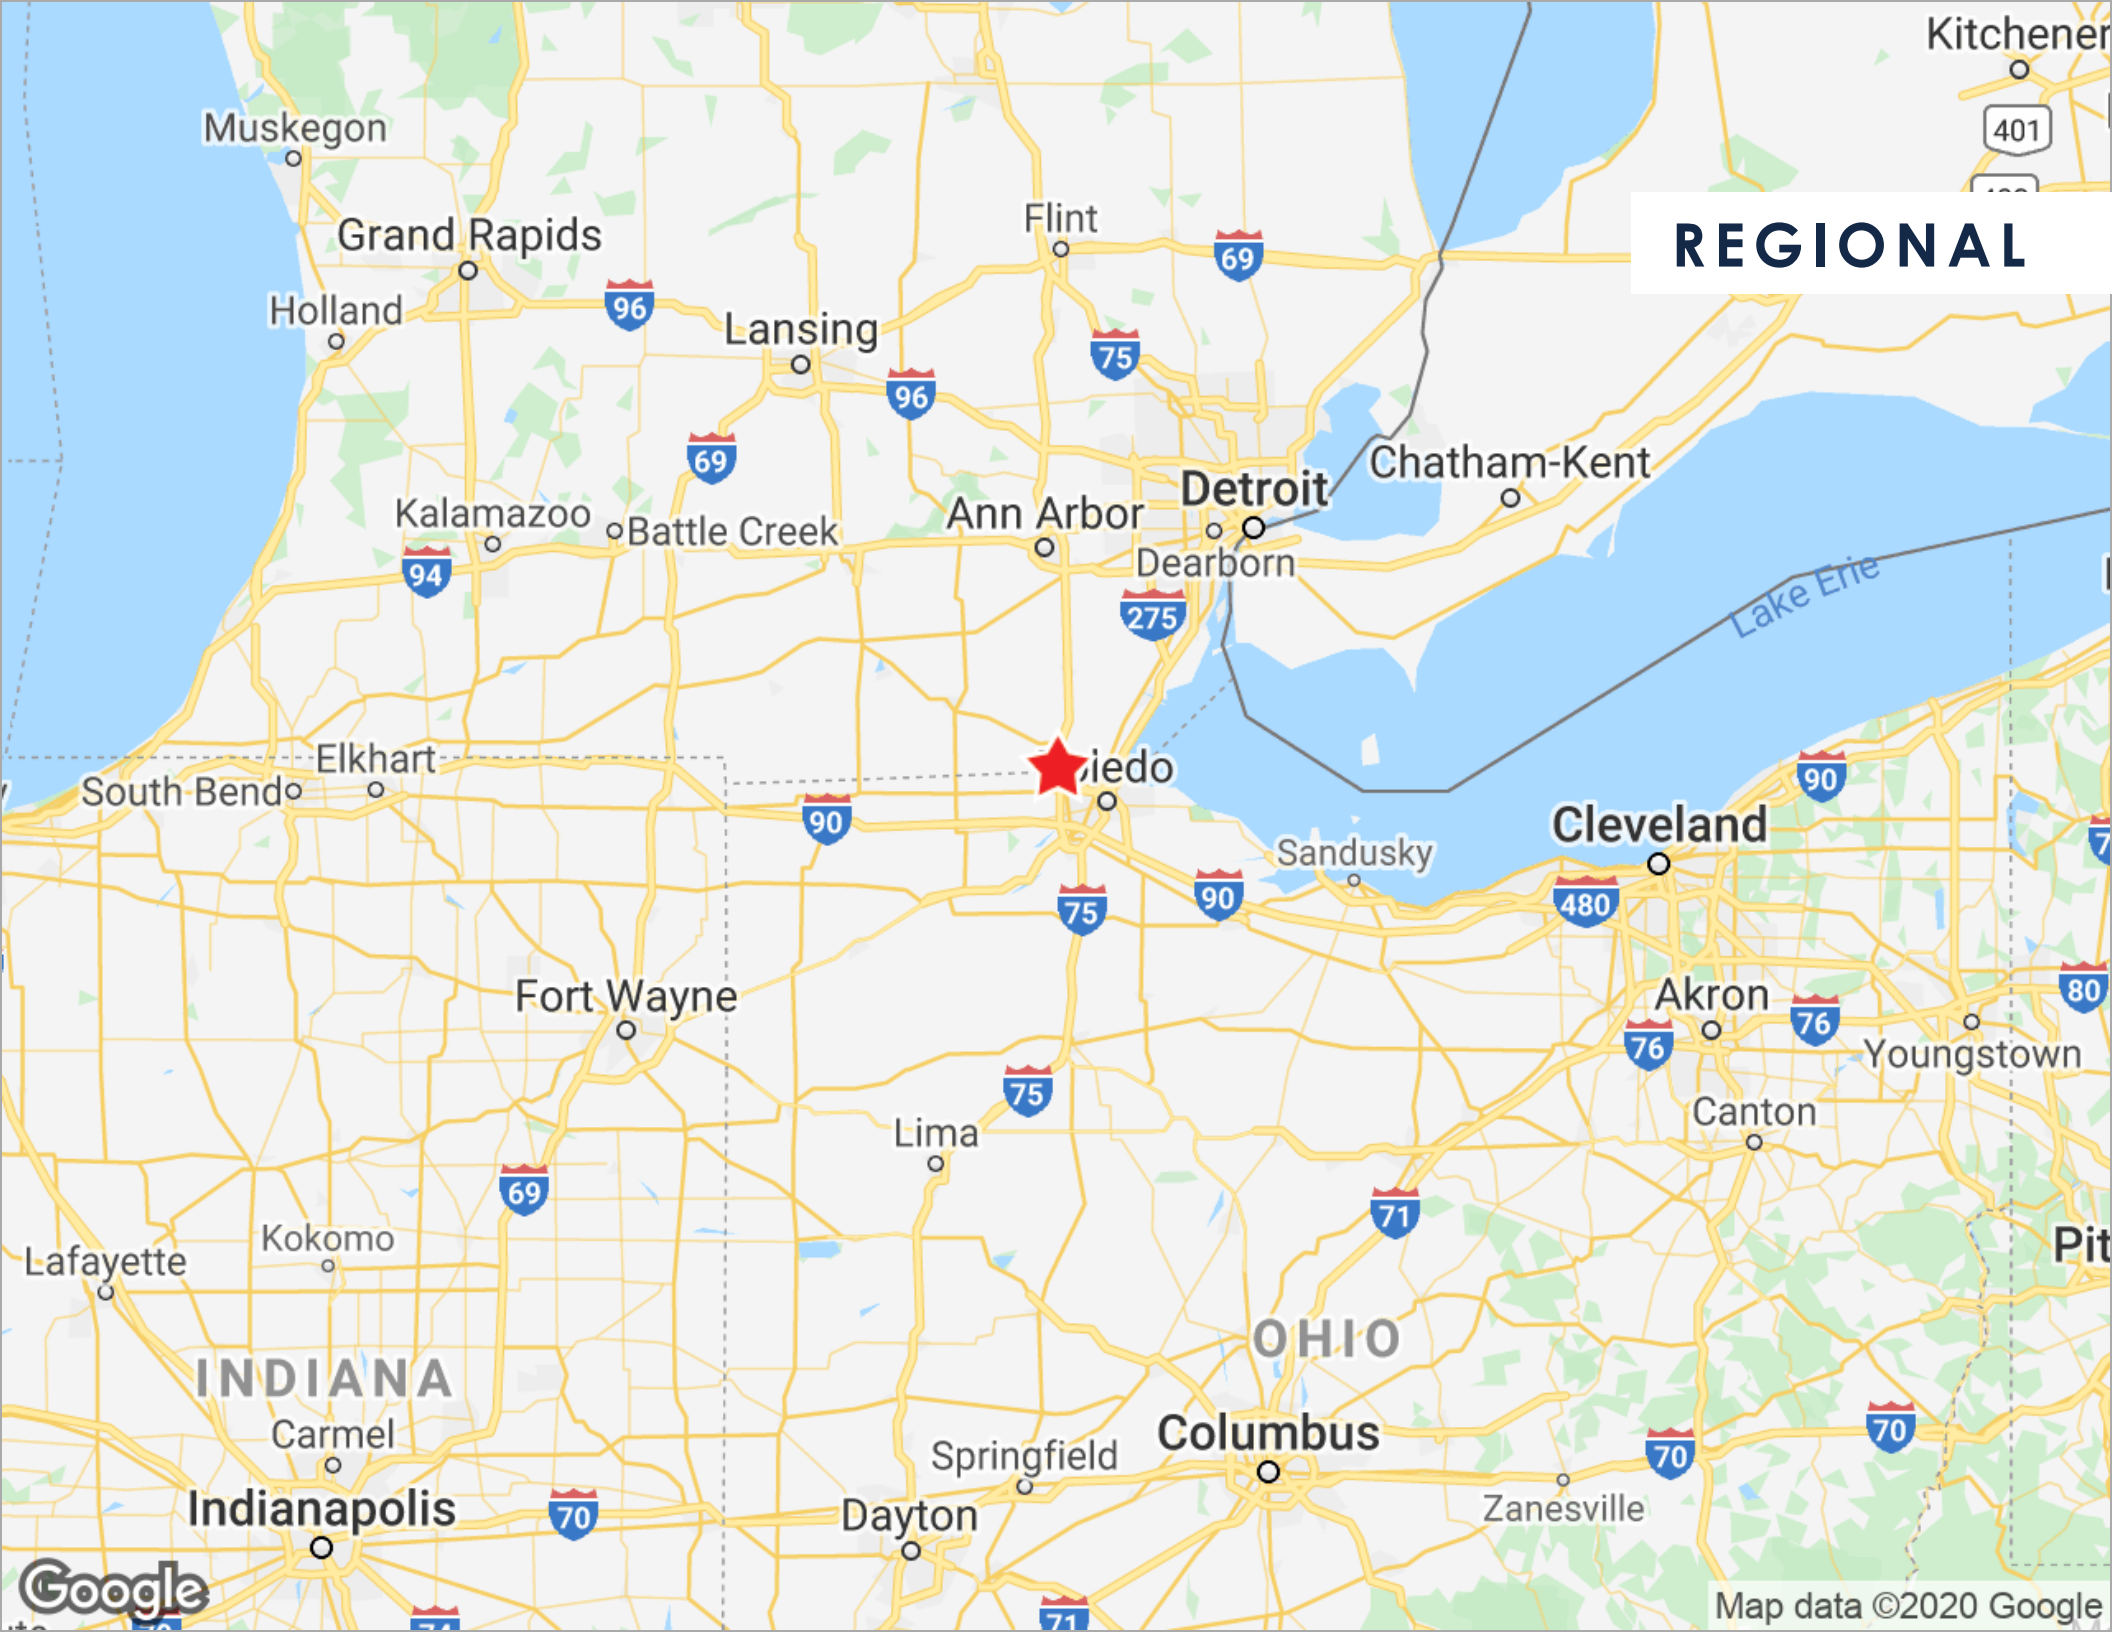 Kitchener
401
Muskegon
Flint
REGIONAL
Grand Rapids
69
Holland
96
Lansing
75
96
69
Chatham-Kent
Detroit
Kalamazoo
Battle Creek
Ann Arbor
94
Dearborn
275
Lake Erie
Elkhart
South Bend
90
90
Cleveland
Sandusky
90
480
75
Fort Wayne
Akron
80
76
76
Youngstown
75
Canton
Lima
69
71
Kokomo
Lafayette
Pit
OHIO
INDIANA
Carmel
Columbus
70
70
Springfield
Indianapolis
70
Dayton
Zanesville
Google
Map data ©2020 Google
71
74